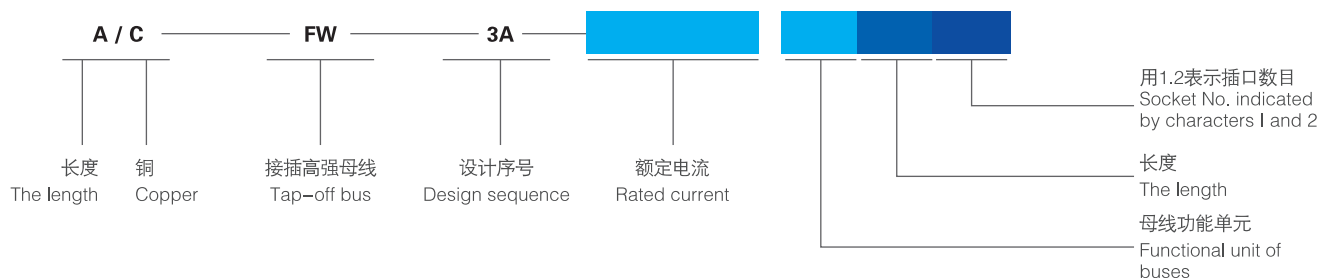 A / C
FW
3A
长度
The length
铜
Copper
接插高强母线
Tap-off bus
设计序号
Design sequence
额定电流
Rated current
用1.2表示插口数目
Socket No. indicated
by characters I and 2
长度
The length
母线功能单元
Functional unit of
buses